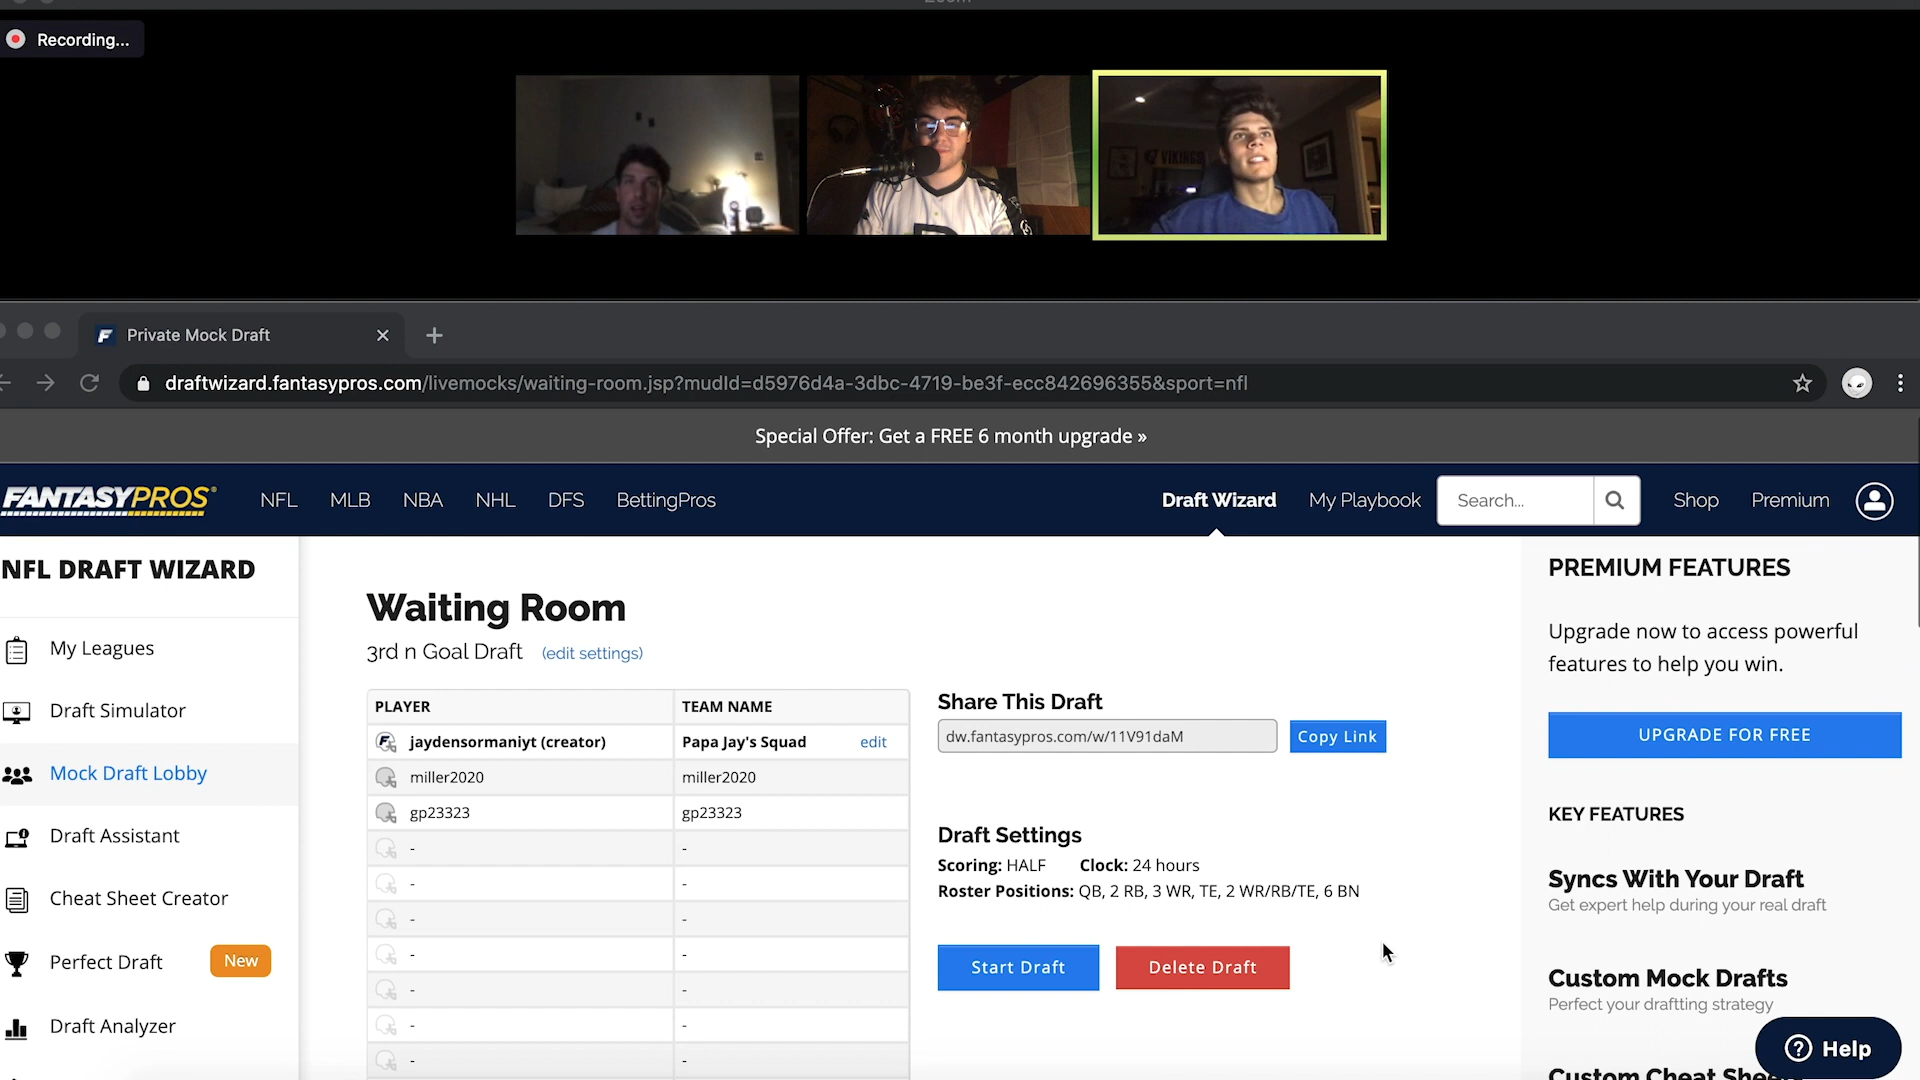 Zoom
Recording...
VIKINGS
Private Mock Draft
draftwizard.fantasypros.com/livemocks/waiting-room.jsp?mudId=d5976d4a-3dbc-4719-be3f-ecc842696355&sport=nfl
Special Offer: Get a FREE 6 month upgrade »
FANTASYPROS
NFL MLB NBA NHL DFS BettingPros Draft Wizard My Playbook Search... Shop Premium
NFL DRAFT WIZARD
My Leagues
Draft Simulator
Mock Draft Lobby
Draft Assistant
Cheat Sheet Creator
Perfect Draft New
Draft Analyzer
Waiting Room
3rd n Goal Draft (edit settings)
PLAYER TEAM NAME
jaydensormaniyt (creator) Papa Jay's Squad edit
miller2020 miller2020
gp23323 gp23323
- -
- -
- -
- -
- -
- -
- -
Share This Draft
dw.fantasypros.com/w/11V91daM Copy Link
Draft Settings
Scoring: HALF Clock: 24 hours
Roster Positions: QB, 2 RB, 3 WR, TE, 2 WR/RB/TE, 6 BN
Start Draft Delete Draft
PREMIUM FEATURES
Upgrade now to access powerful
features to help you win.
UPGRADE FOR FREE
KEY FEATURES
Syncs With Your Draft
Get expert help during your real draft
Custom Mock Drafts
Perfect your draftting strategy
Custom Cheat Shee
Help